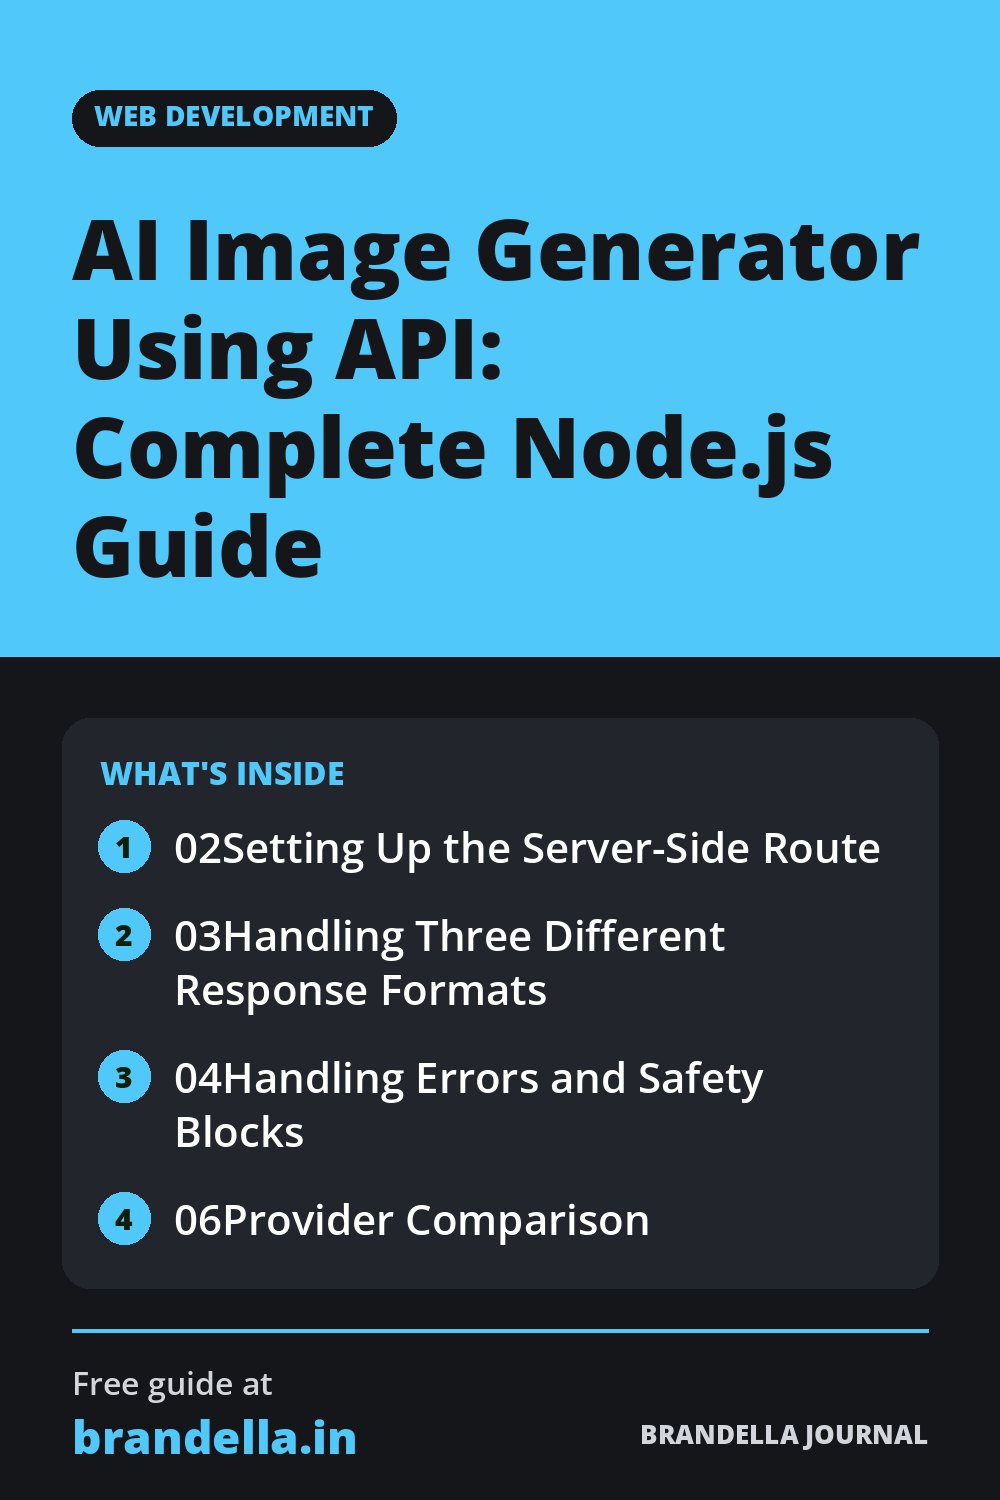 WEB DEVELOPMENT
AI Image Generator
Using API:
Complete Node.js
Guide
WHAT'S INSIDE
1 02Setting Up the Server-Side Route
2 03Handling Three Different
Response Formats
3 04Handling Errors and Safety
Blocks
4 06Provider Comparison
Free guide at
brandella.in
BRANDELLA JOURNAL